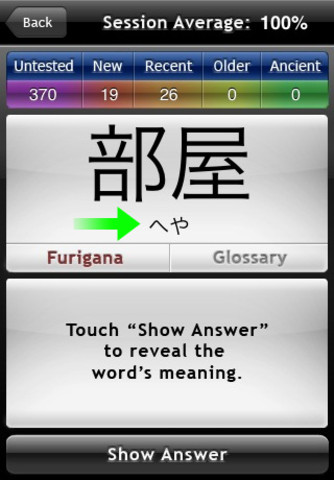 Back
Session Average: 100%
Untested New Recent Older Ancient
370 19 26 0 0
部屋
へや
Furigana Glossary
Touch “Show Answer”
to reveal the
word’s meaning.
Show Answer